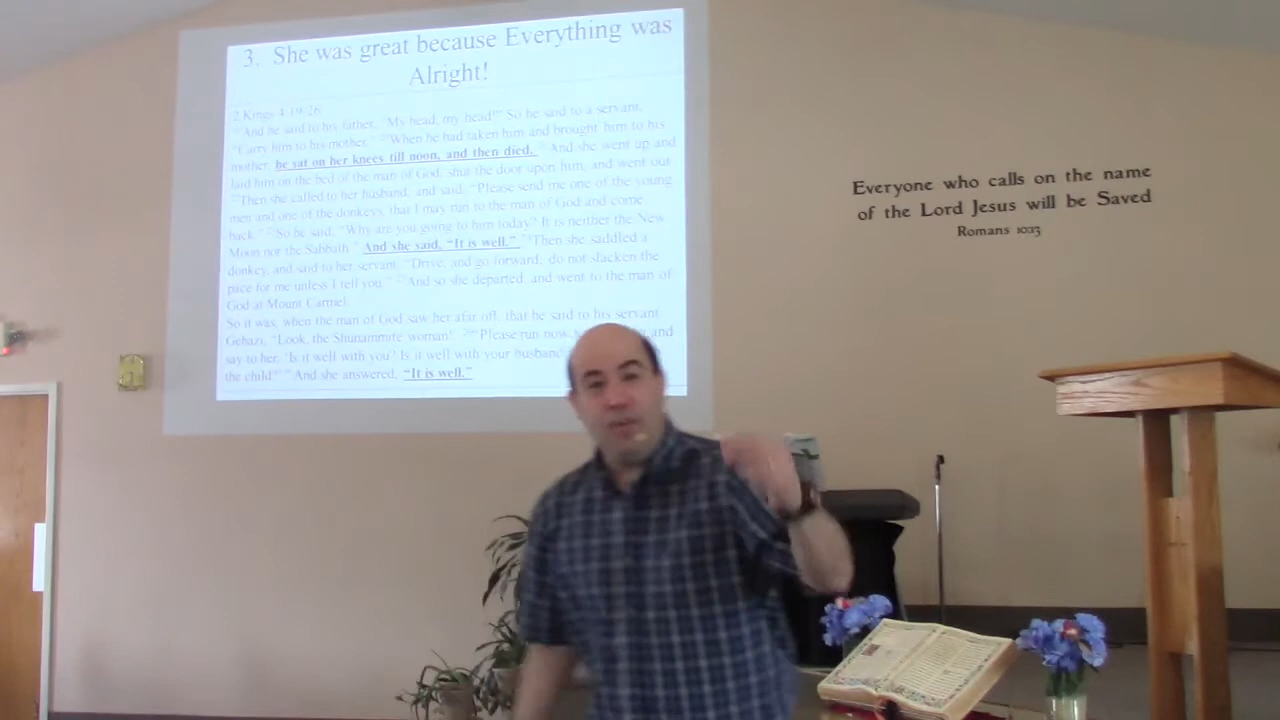 3. She was great because Everything was
Alright!
2 Kings 4:19-26
19And he said to his father, "My head, my head!" So he said to a servant,
"Carry him to his mother." 20When he had taken him and brought him to his
mother, he sat on her knees till noon, and then died. 21And she went up and
laid him on the bed of the man of God, shut the door upon him, and went out.
22Then she called to her husband, and said, "Please send me one of the young
men and one of the donkeys, that I may run to the man of God and come
back." 23So he said, "Why are you going to him today? It is neither the New
Moon nor the Sabbath." And she said, "It is well." 24Then she saddled a
donkey, and said to her servant, "Drive, and go forward; do not slacken the
pace for me unless I tell you." 25And so she departed, and went to the man of
God at Mount Carmel.
So it was, when the man of God saw her afar off, that he said to his servant
Gehazi, "Look, the Shunammite woman! 26Please run now, and
say to her, 'Is it well with you? Is it well with your husband
the child?'" And she answered, "It is well."
Everyone who calls on the name
of the Lord Jesus will be Saved
Romans 10:13